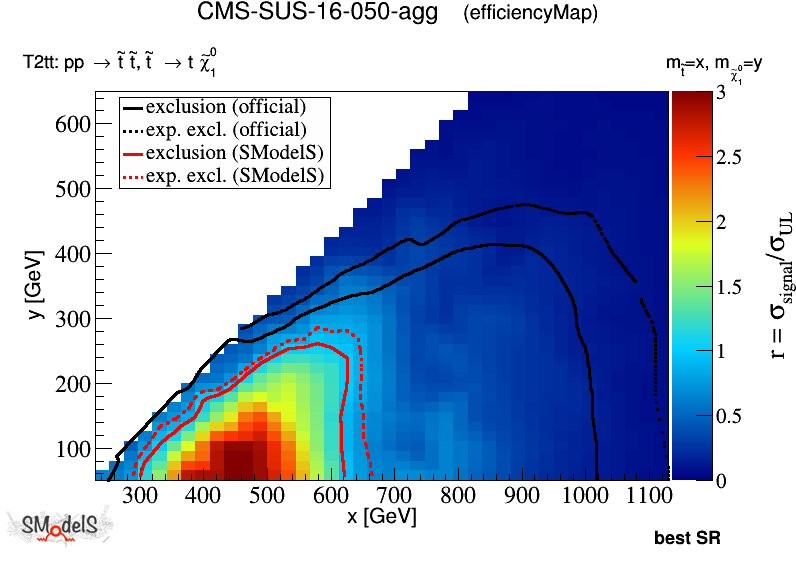 CMS-SUS-16-050-agg (efficiencyMap)
T2tt: pp → t̃ t̃, t̃ → t χ̃⁰₁
m_t̃=x, m_χ̃⁰₁=y
exclusion (official)
exp. excl. (official)
exclusion (SModelS)
exp. excl. (SModelS)
600
500
400
300
200
100
y [GeV]
300 400 500 600 700 800 900 1000 1100
x [GeV]
3
2.5
2
1.5
1
0.5
0
r = σ_signal/σ_UL
SModelS
best SR